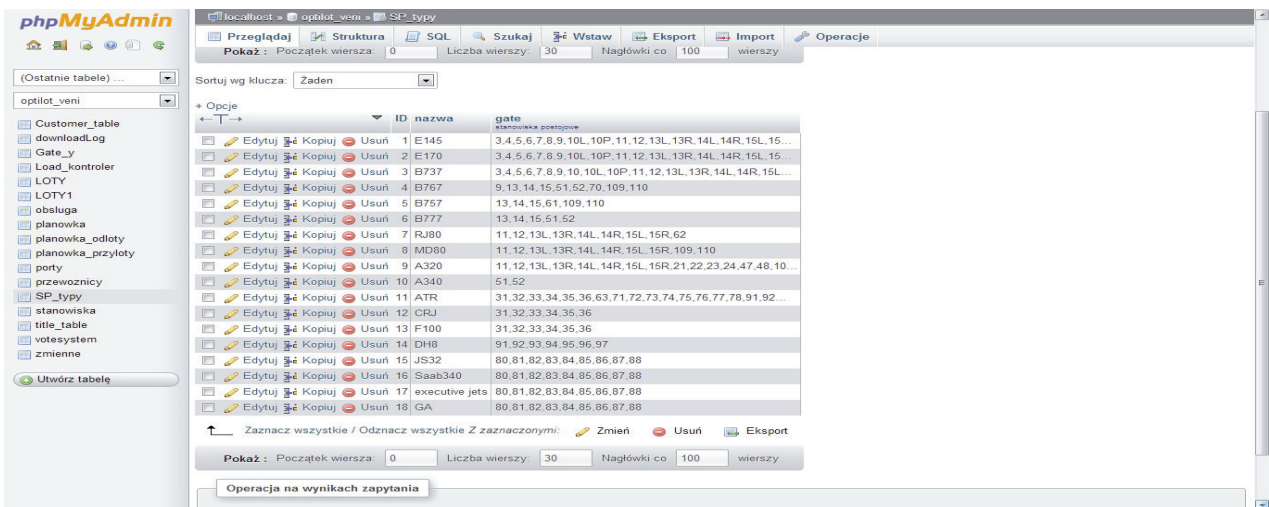 phpMyAdmin
localhost » optilot_veni » SP_typy
Przeglądaj Struktura SQL Szukaj Wstaw Eksport Import Operacje
Pokaż : Początek wiersza: 0 Liczba wierszy: 30 Nagłówki co 100 wierszy
(Ostatnie tabele) ...
optilot_veni
Customer_table
downloadLog
Gate_y
Load_kontroler
LOTY
LOTY1
obsluga
planowka
planowka_odloty
planowka_przyloty
porty
przewoznicy
SP_typy
stanowiska
title_table
votesystem
zmienne
Utwórz tabelę
Sortuj wg klucza: Żaden
+ Opcje
←T→ ID nazwa gate
stanowiska postojowe
Edytuj Kopiuj Usuń 1 E145 3,4,5,6,7,8,9,10L,10P,11,12,13L,13R,14L,14R,15L,15...
Edytuj Kopiuj Usuń 2 E170 3,4,5,6,7,8,9,10L,10P,11,12,13L,13R,14L,14R,15L,15...
Edytuj Kopiuj Usuń 3 B737 3,4,5,6,7,8,9,10,10L,10P,11,12,13L,13R,14L,14R,15L...
Edytuj Kopiuj Usuń 4 B767 9,13,14,15,51,52,70,109,110
Edytuj Kopiuj Usuń 5 B757 13,14,15,61,109,110
Edytuj Kopiuj Usuń 6 B777 13,14,15,51,52
Edytuj Kopiuj Usuń 7 RJ80 11,12,13L,13R,14L,14R,15L,15R,62
Edytuj Kopiuj Usuń 8 MD80 11,12,13L,13R,14L,14R,15L,15R,109,110
Edytuj Kopiuj Usuń 9 A320 11,12,13L,13R,14L,14R,15L,15R,21,22,23,24,47,48,10...
Edytuj Kopiuj Usuń 10 A340 51,52
Edytuj Kopiuj Usuń 11 ATR 31,32,33,34,35,36,63,71,72,73,74,75,76,77,78,91,92...
Edytuj Kopiuj Usuń 12 CRJ 31,32,33,34,35,36
Edytuj Kopiuj Usuń 13 F100 31,32,33,34,35,36
Edytuj Kopiuj Usuń 14 DH8 91,92,93,94,95,96,97
Edytuj Kopiuj Usuń 15 JS32 80,81,82,83,84,85,86,87,88
Edytuj Kopiuj Usuń 16 Saab340 80,81,82,83,84,85,86,87,88
Edytuj Kopiuj Usuń 17 executive jets 80,81,82,83,84,85,86,87,88
Edytuj Kopiuj Usuń 18 GA 80,81,82,83,84,85,86,87,88
Zaznacz wszystkie / Odznacz wszystkie Z zaznaczonymi: Zmień Usuń Eksport
Pokaż : Początek wiersza: 0 Liczba wierszy: 30 Nagłówki co 100 wierszy
Operacja na wynikach zapytania